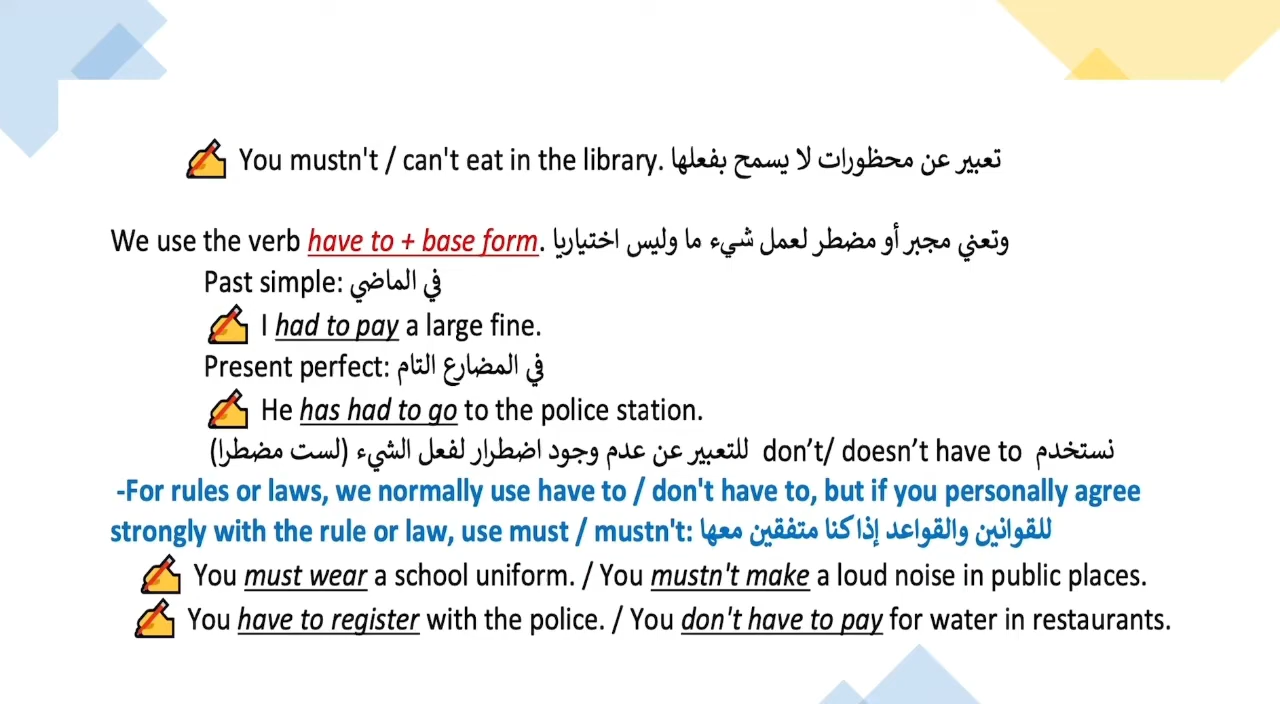 You mustn't / can't eat in the library. تعبير عن محظورات لا يسمح بفعلها
We use the verb have to + base form. وتعني مجبر أو مضطر لعمل شيء ما وليس اختياريا
Past simple: في الماضي
I had to pay a large fine.
Present perfect: في المضارع التام
He has had to go to the police station.
نستخدم don’t/ doesn’t have to للتعبير عن عدم وجود اضطرار لفعل الشيء (لست مضطرا)
-For rules or laws, we normally use have to / don't have to, but if you personally agree
strongly with the rule or law, use must / mustn't: للقوانين والقواعد إذا كنا متفقين معها
You must wear a school uniform. / You mustn't make a loud noise in public places.
You have to register with the police. / You don't have to pay for water in restaurants.